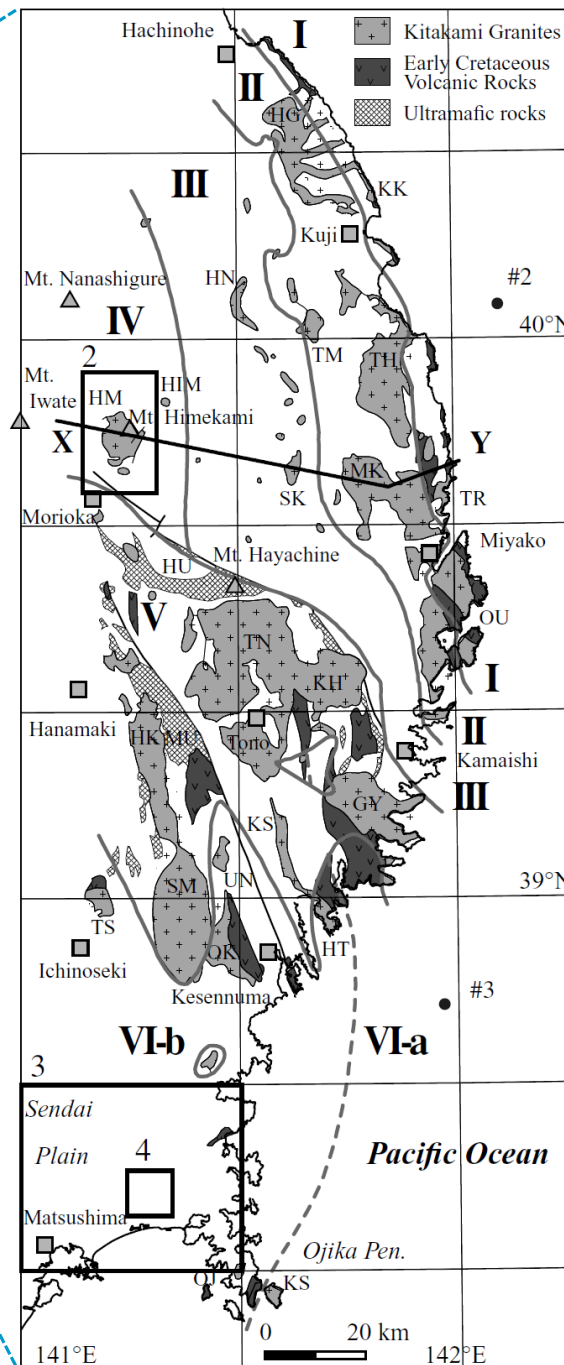 Hachinohe
I
Kitakami Granites
Early Cretaceous
Volcanic Rocks
Ultramafic rocks
II
HG
III
KK
Kuji
Mt. Nanashigure
HN
#2
IV
40°N
TM
TH
2
Mt.
Iwate
HM
HIM
Mt. Himekami
X
Y
MK
SK
TR
Morioka
Miyako
Mt. Hayachine
HU
V
OU
TN
KH
I
Hanamaki
II
HK
MU
Tono
Kamaishi
III
GY
KS
39°N
SM
UN
TS
OK
HT
Ichinoseki
Kesennuma
#3
VI-b
VI-a
3
Sendai
Plain
4
Pacific Ocean
Matsushima
Ojika Pen.
OJ
KS
0
20 km
141°E
142°E